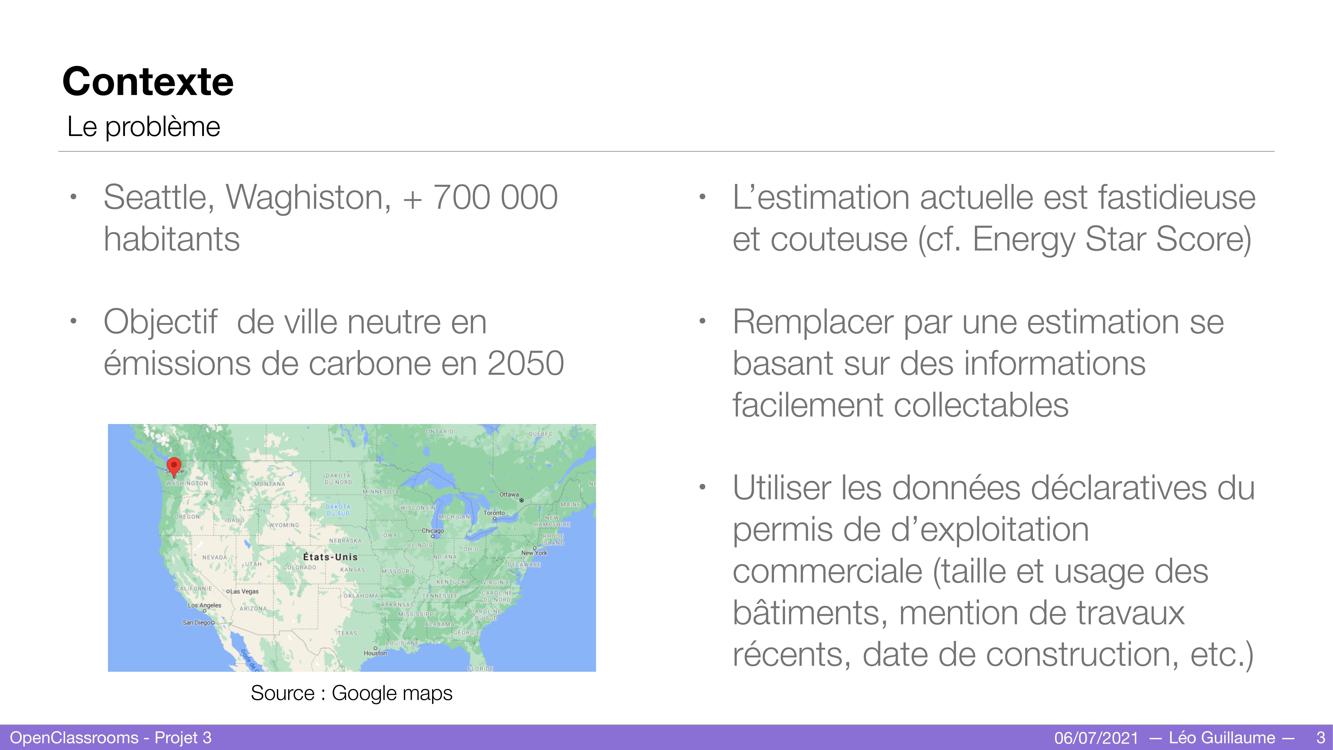 Contexte
Le problème
• Seattle, Waghiston, + 700 000
habitants
• Objectif  de ville neutre en
émissions de carbone en 2050
ONTARIO
QUÉBEC
WASHINGTON
MONTANA
DAKOTA
DU NORD
MINNESOTA
Ottawa
MAINE
OREGON
IDAHO
WYOMING
DAKOTA
DU SUD
WISCONSIN
MICHIGAN
Toronto
NEW
HAMPSHIRE
Chicago
IOWA
NEBRASKA
New York
NEVADA
UTAH
COLORADO
États-Unis
KANSAS
MISSOURI
INDIANA
OHIO
DELAWARE
CALIFORNIE
Las Vegas
KENTUCKY
VIRGINIE
Los Angeles
ARIZONA
OKLAHOMA
ARKANSAS
TENNESSEE
CAROLINE
DU NORD
San Diego
MISSISSIPPI
ALABAMA
TEXAS
Houston
Source : Google maps
• L’estimation actuelle est fastidieuse
et couteuse (cf. Energy Star Score)
• Remplacer par une estimation se
basant sur des informations
facilement collectables
• Utiliser les données déclaratives du
permis de d’exploitation
commerciale (taille et usage des
bâtiments, mention de travaux
récents, date de construction, etc.)
OpenClassrooms - Projet 3
06/07/2021 — Léo Guillaume — 3